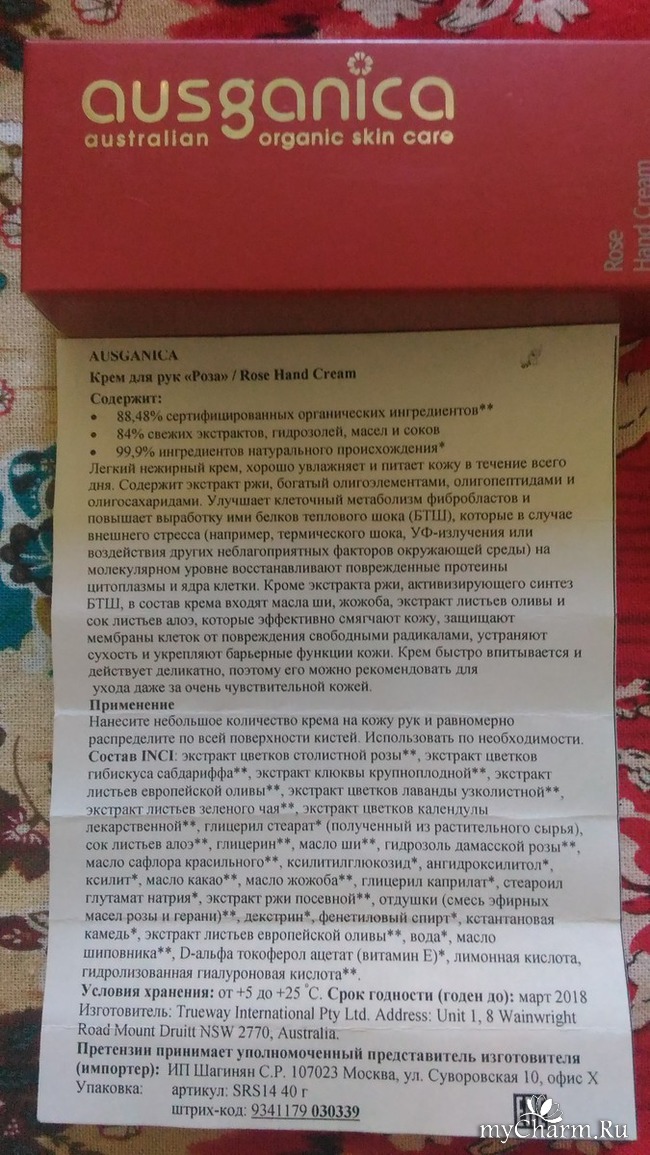 ausganica
australian organic skin care
Rose
Hand Cream
AUSGANICA
Крем для рук «Роза» / Rose Hand Cream
Содержит:
• 88,48% сертифицированных органических ингредиентов**
• 84% свежих экстрактов, гидрозолей, масел и соков
• 99,9% ингредиентов натурального происхождения*
Легкий нежирный крем, хорошо увлажняет и питает кожу в течение всего
дня. Содержит экстракт ржи, богатый олигоэлементами, олигопептидами и
олигосахаридами. Улучшает клеточный метаболизм фибробластов и
повышает выработку ими белков теплового шока (БТШ), которые в случае
внешнего стресса (например, термического шока, УФ-излучения или
воздействия других неблагоприятных факторов окружающей среды) на
молекулярном уровне восстанавливают поврежденные протеины
цитоплазмы и ядра клетки. Кроме экстракта ржи, активизирующего синтез
БТШ, в состав крема входят масла ши, жожоба, экстракт листьев оливы и
сок листьев алоэ, которые эффективно смягчают кожу, защищают
мембраны клеток от повреждения свободными радикалами, устраняют
сухость и укрепляют барьерные функции кожи. Крем быстро впитывается и
действует деликатно, поэтому его можно рекомендовать для
ухода даже за очень чувствительной кожей.
Применение
Нанесите небольшое количество крема на кожу рук и равномерно
распределите по всей поверхности кистей. Использовать по необходимости.
Состав INCI: экстракт цветков столистной розы**, экстракт цветков
гибискуса сабдариффа**, экстракт клюквы крупноплодной**, экстракт
листьев европейской оливы**, экстракт цветков лаванды узколистной**,
экстракт листьев зеленого чая**, экстракт цветков календулы
лекарственной**, глицерил стеарат* (полученный из растительного сырья),
сок листьев алоэ**, глицерин**, масло ши**, гидрозоль дамасской розы**,
масло сафлора красильного**, ксилитилглюкозид*, ангидроксилитол*,
ксилит*, масло какао**, масло жожоба**, глицерил каприлат*, стеароил
глутамат натрия*, экстракт ржи посевной**, отдушки (смесь эфирных
масел розы и герани)**, декстрин*, фенетиловый спирт*, кстантановая
камедь*, экстракт листьев европейской оливы**, вода*, масло
шиповника**, D-альфа токоферол ацетат (витамин Е)*, лимонная кислота,
гидролизованная гиалуроновая кислота**.
Условия хранения: от +5 до +25 °С. Срок годности (годен до): март 2018
Изготовитель: Trueway International Pty Ltd. Address: Unit 1, 8 Wainwright
Road Mount Druitt NSW 2770, Australia.
Претензии принимает уполномоченный представитель изготовителя
(импортер): ИП Шагинян С.Р. 107023 Москва, ул. Суворовская 10, офис X
Упаковка: артикул: SRS14 40 г
штрих-код: 9341179 030339
myCharm.Ru